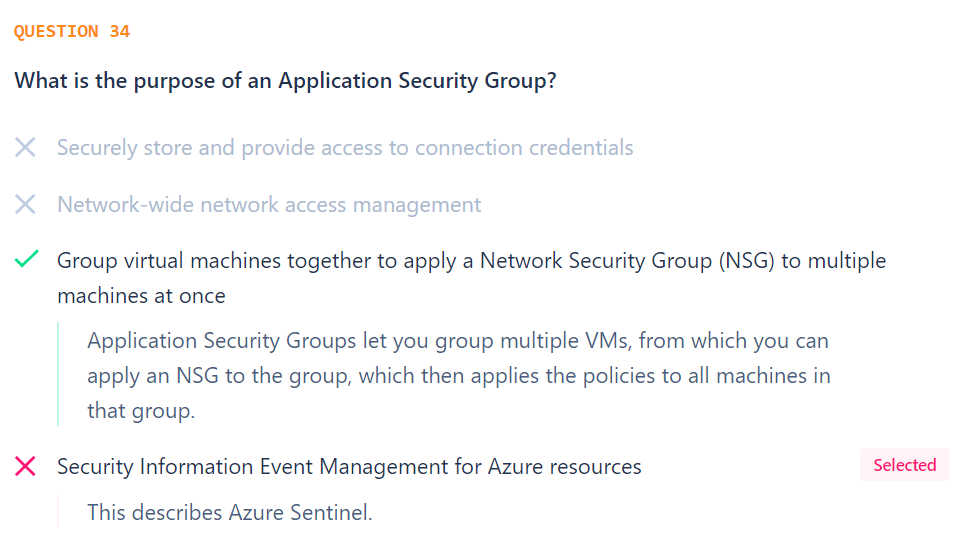 QUESTION 34
What is the purpose of an Application Security Group?
Securely store and provide access to connection credentials
Network-wide network access management
Group virtual machines together to apply a Network Security Group (NSG) to multiple
machines at once
Application Security Groups let you group multiple VMs, from which you can
apply an NSG to the group, which then applies the policies to all machines in
that group.
Security Information Event Management for Azure resources
Selected
This describes Azure Sentinel.